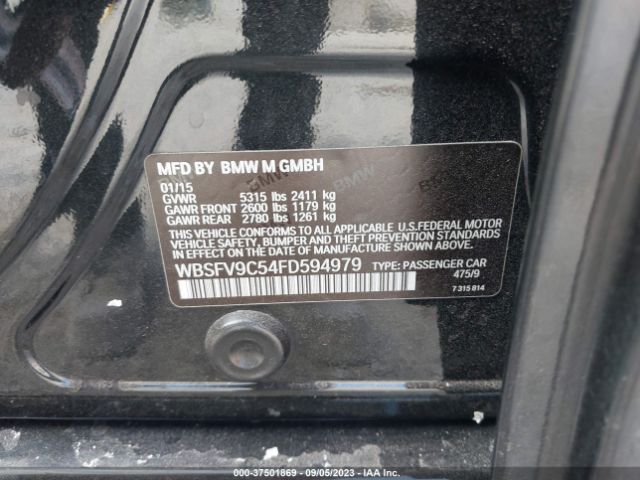 MFD BY BMW M GMBH
01/15
GVWR 5315 lbs 2411 kg
GAWR FRONT 2600 lbs 1179 kg
GAWR REAR 2780 lbs 1261 kg
THIS VEHICLE CONFORMS TO ALL APPLICABLE U.S.FEDERAL MOTOR
VEHICLE SAFETY, BUMPER AND THEFT PREVENTION STANDARDS
IN EFFECT ON THE DATE OF MANUFACTURE SHOWN ABOVE.
WBSFV9C54FD594979 TYPE: PASSENGER CAR
475/9
7 315 814
00-37501869 - 09/05/2023 - IAA Inc.